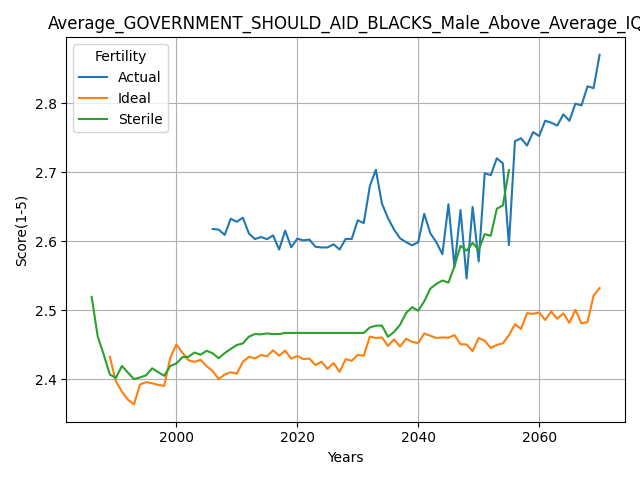 Average_GOVERNMENT_SHOULD_AID_BLACKS_Male_Above_Average_IQ
Fertility
Actual
Ideal
Sterile
Score(1-5)
2.8
2.7
2.6
2.5
2.4
2000 2020 2040 2060
Years